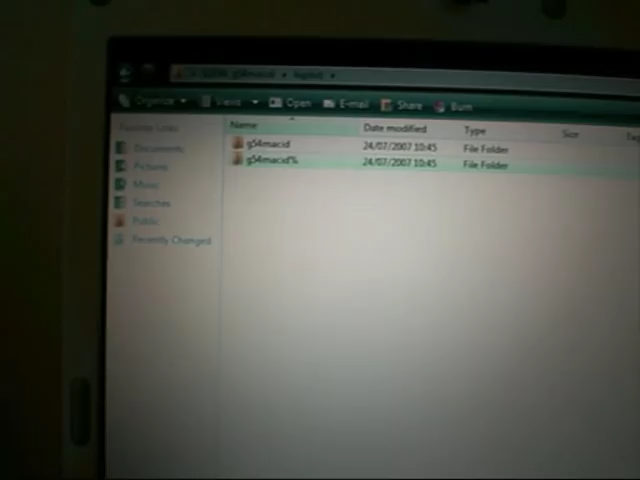 Organize Views Open E-mail Share Burn
Favorite Links
Name Date modified Type Size
Documents
g54macid 24/07/2007 10:45 File Folder
g54macid% 24/07/2007 10:45 File Folder
Pictures
Music
Searches
Public
Recently Changed